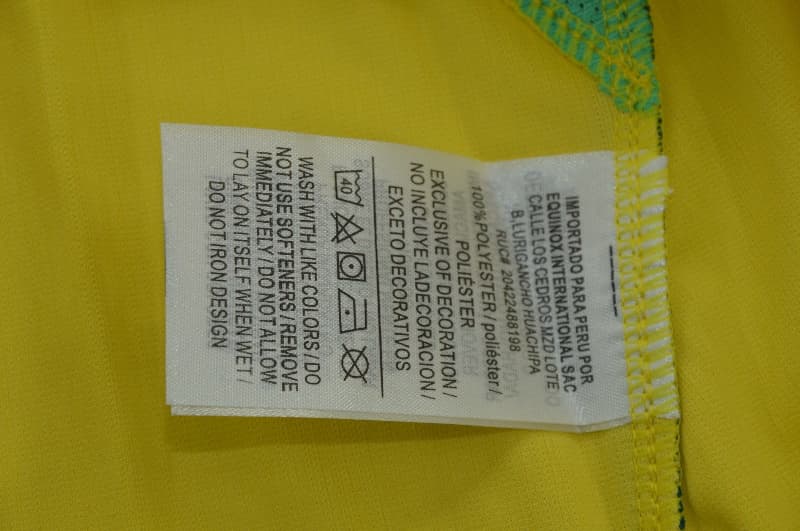 IMPORTADO PARA PERU POR
EQUINOX INTERNATIONAL SAC
CALLE LOS CEDROS MZD LOTE
B.LURIGANCHO HUACHIPA
RUC# 20422488198
100%POLYESTER / poliéster /
POLIÉSTER
EXCLUSIVE OF DECORATION /
NO INCLUYE LADECORACION /
EXCETO DECORATIVOS
40
WASH WITH LIKE COLORS / DO
NOT USE SOFTENERS / REMOVE
IMMEDIATELY / DO NOT ALLOW
TO LAY ON ITSELF WHEN WET /
DO NOT IRON DESIGN